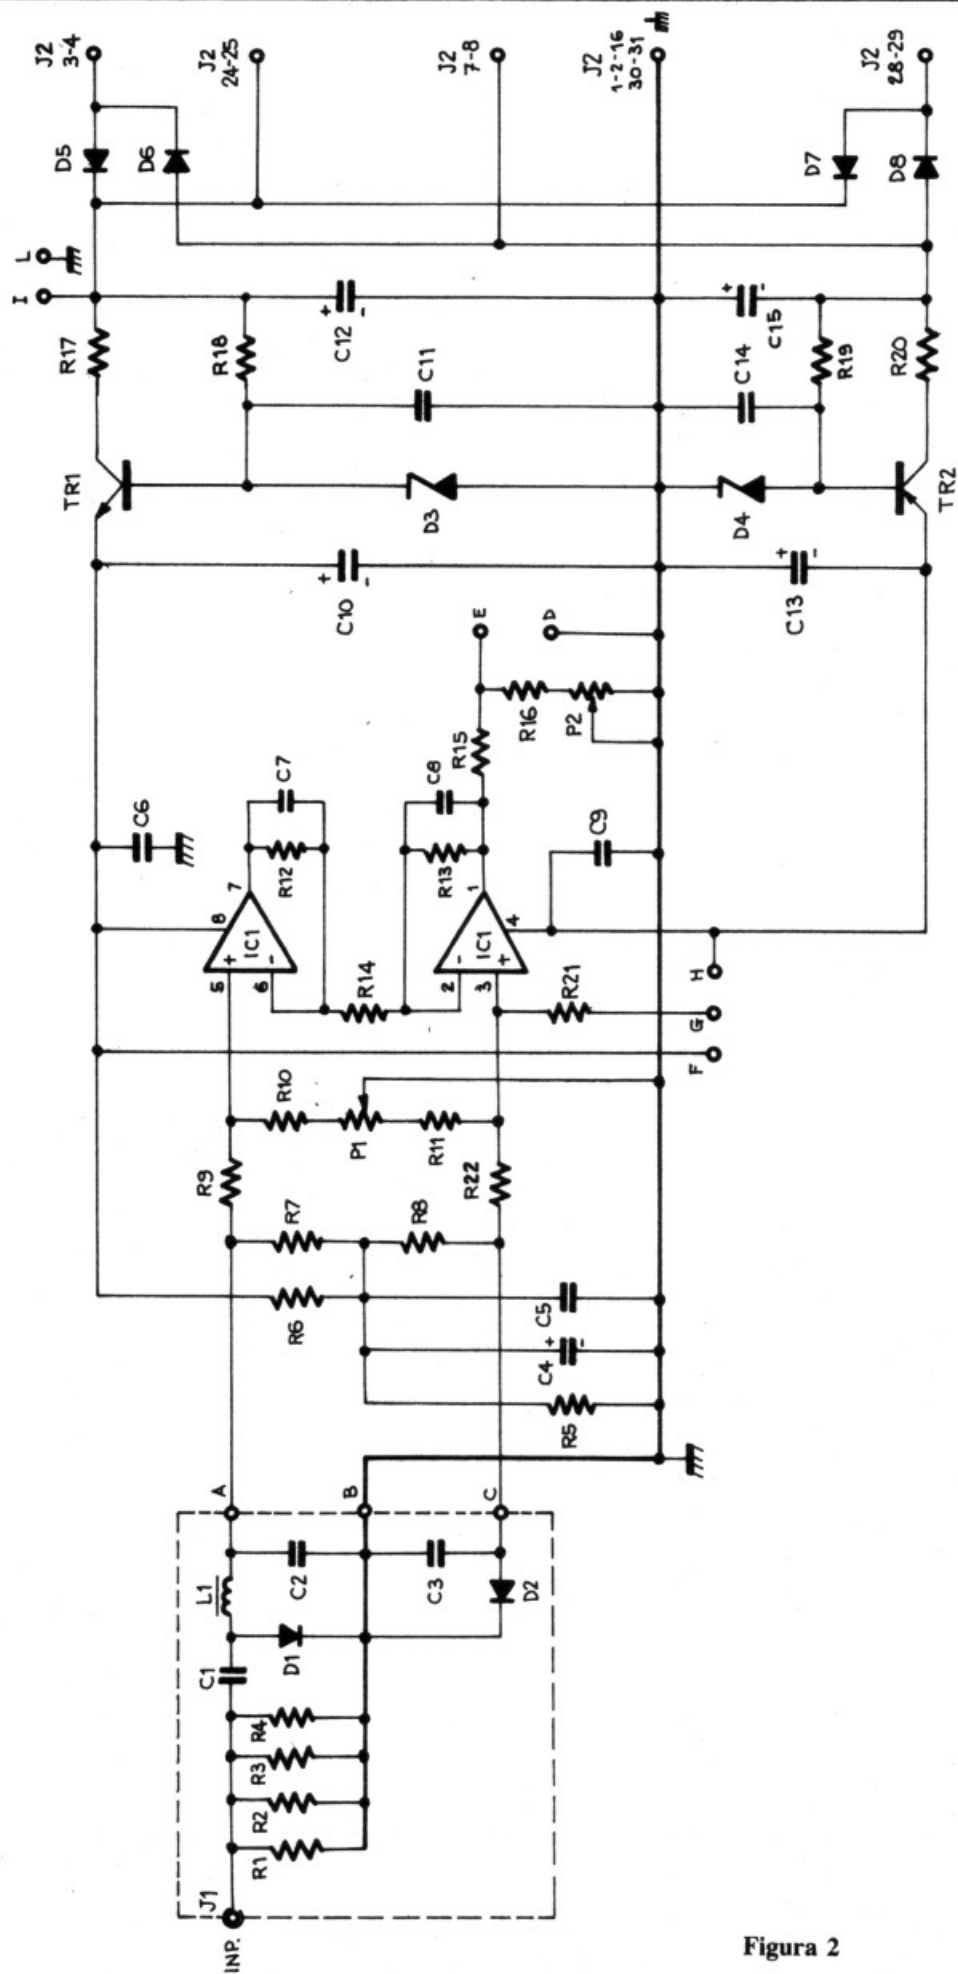 J2
3-4
J2
24-25
J2
7-8
J2
1-2-16
30-31
J2
28-29
D5
D6
D7
D8
L
I
R17
R18
C12
+
-
C11
C14
+
-
C15
R19
R20
TR1
D3
D4
TR2
C10
+
-
C13
+
-
E
D
R16
P2
R15
C6
C7
R12
C8
R13
C9
7
8
IC1
+
-
5
6
R14
1
4
IC1
-
+
2
3
R21
H
G
F
R10
P1
R11
R9
R22
R7
R8
R6
C5
C4
+
-
R5
A
B
C
L1
C2
C3
D1
D2
C1
R4
R3
R2
R1
J1
INP.
Figura 2